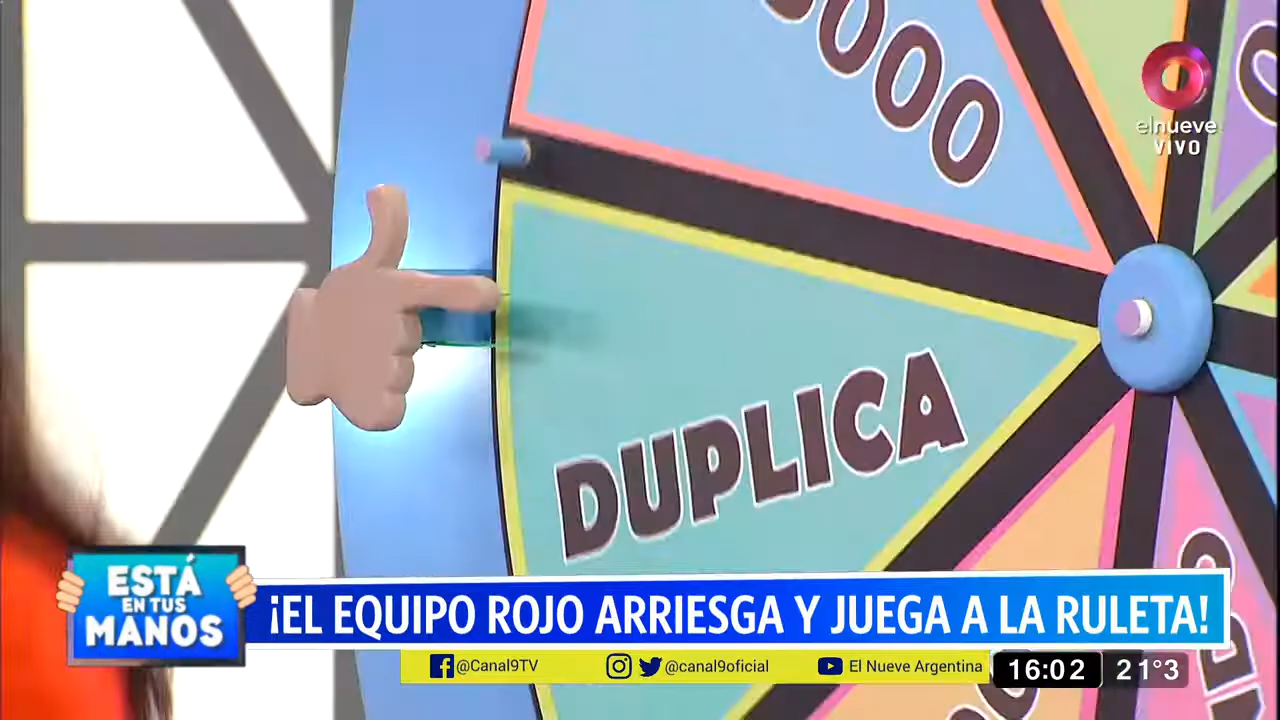 elnueve
VIVO
DUPLICA
ESTÁ
EN TUS
MANOS
¡EL EQUIPO ROJO ARRIESGA Y JUEGA A LA RULETA!
@Canal9TV
@canal9oficial
El Nueve Argentina
16:02
21°3